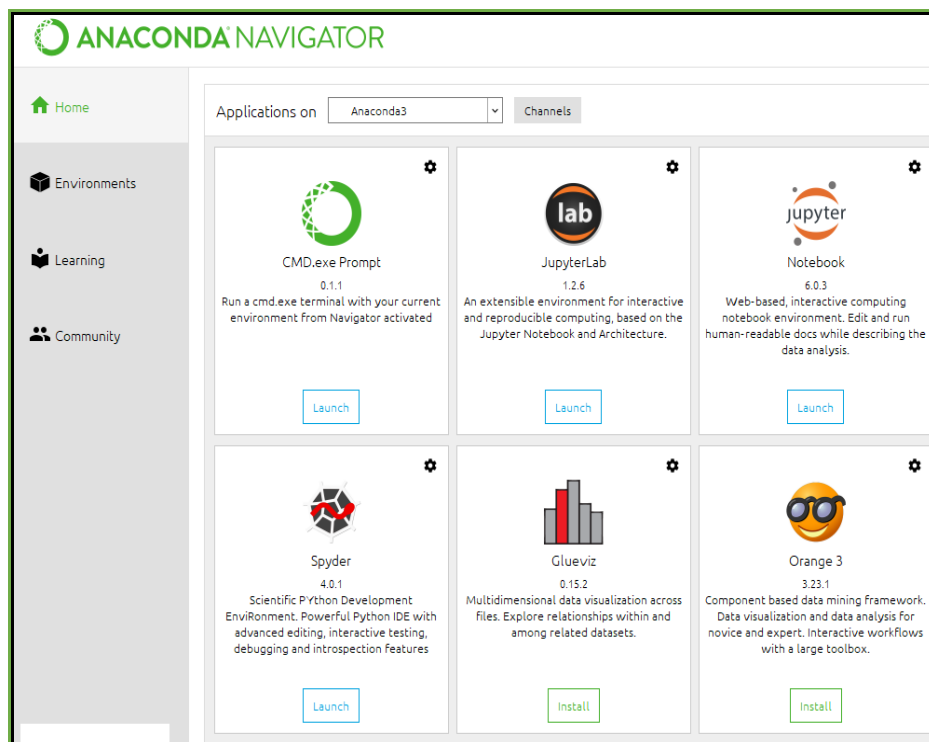 ANACONDA NAVIGATOR
Home
Environments
Learning
Community
Applications on Anaconda3 Channels
CMD.exe Prompt
0.1.1
Run a cmd.exe terminal with your current
environment from Navigator activated
Launch
lab
JupyterLab
1.2.6
An extensible environment for interactive
and reproducible computing, based on the
Jupyter Notebook and Architecture.
Launch
jupyter
Notebook
6.0.3
Web-based, interactive computing
notebook environment. Edit and run
human-readable docs while describing the
data analysis.
Launch
Spyder
4.0.1
Scientific PYthon Development
EnviRonment. Powerful Python IDE with
advanced editing, interactive testing,
debugging and introspection features
Launch
Glueviz
0.15.2
Multidimensional data visualization across
files. Explore relationships within and
among related datasets.
Install
Orange 3
3.23.1
Component based data mining framework.
Data visualization and data analysis for
novice and expert. Interactive workflows
with a large toolbox.
Install